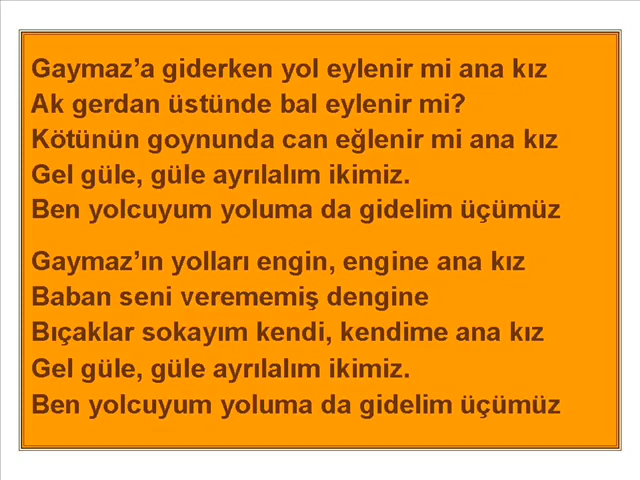 Gaymaz’a giderken yol eylenir mi ana kız
Ak gerdan üstünde bal eylenir mi?
Kötünün goynunda can eğlenir mi ana kız
Gel güle, güle ayrılalım ikimiz.
Ben yolcuyum yoluma da gidelim üçümüz
Gaymaz’ın yolları engin, engine ana kız
Baban seni verememiş dengine
Bıçaklar sokayım kendi, kendime ana kız
Gel güle, güle ayrılalım ikimiz.
Ben yolcuyum yoluma da gidelim üçümüz